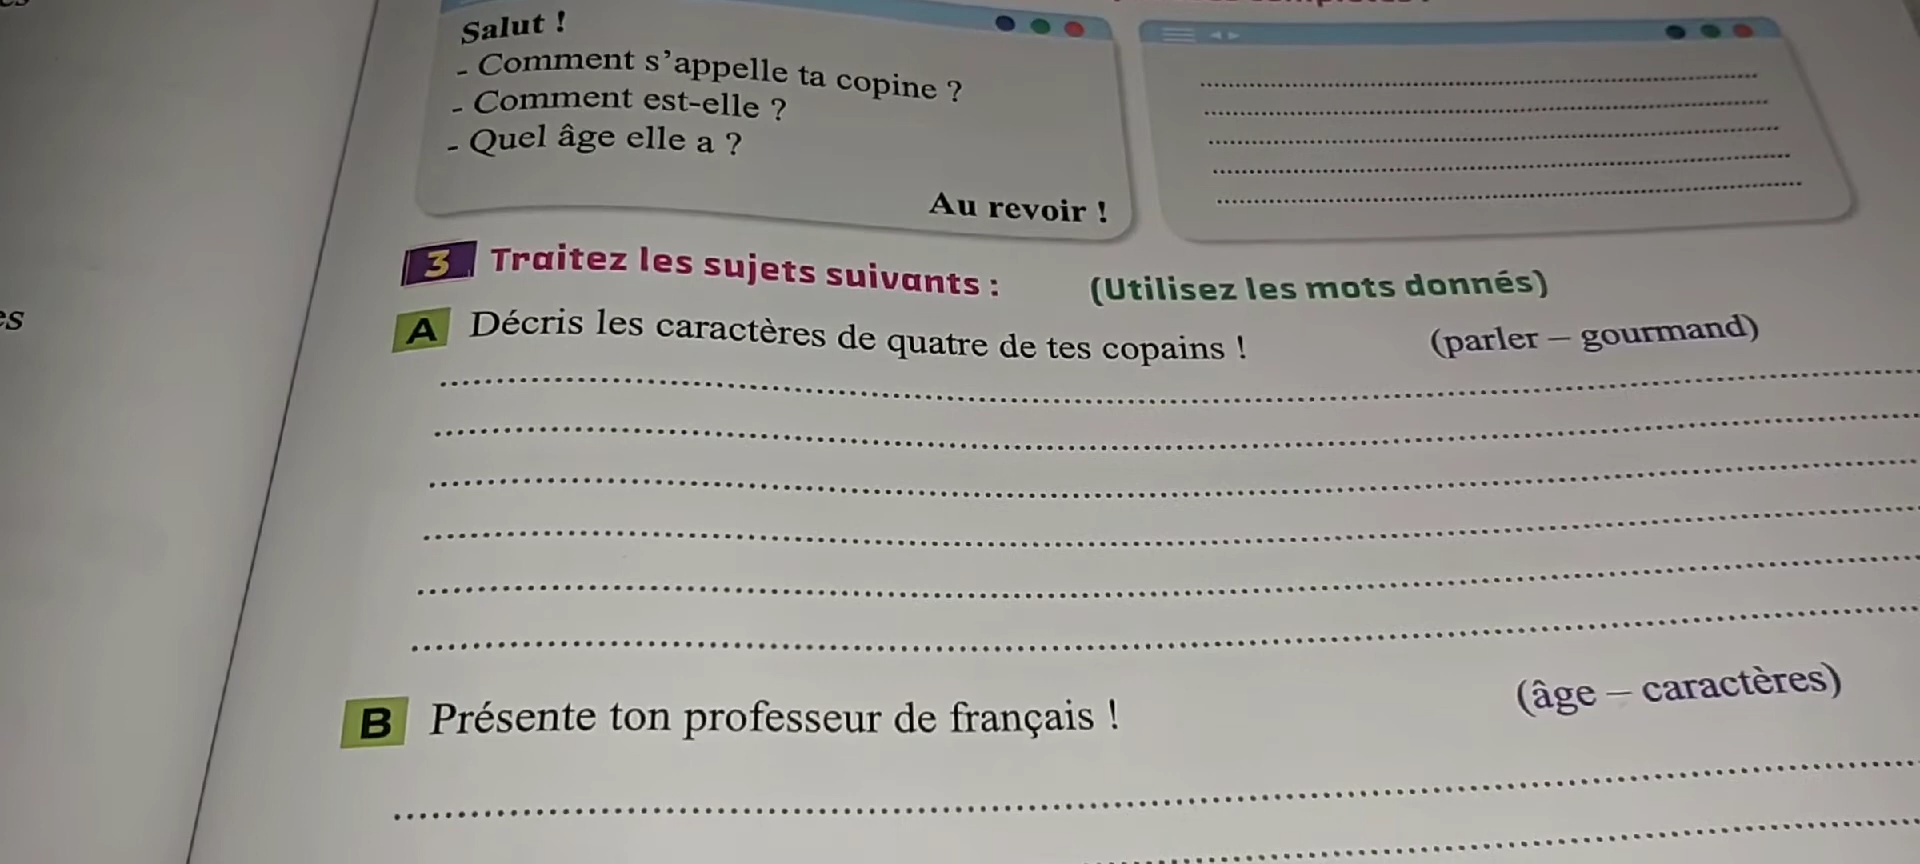 Salut !
- Comment s'appelle ta copine ?
- Comment est-elle ?
- Quel âge elle a ?
Au revoir !
3 Traitez les sujets suivants : (Utilisez les mots donnés)
A Décris les caractères de quatre de tes copains ! (parler – gourmand)
B Présente ton professeur de français ! (âge – caractères)